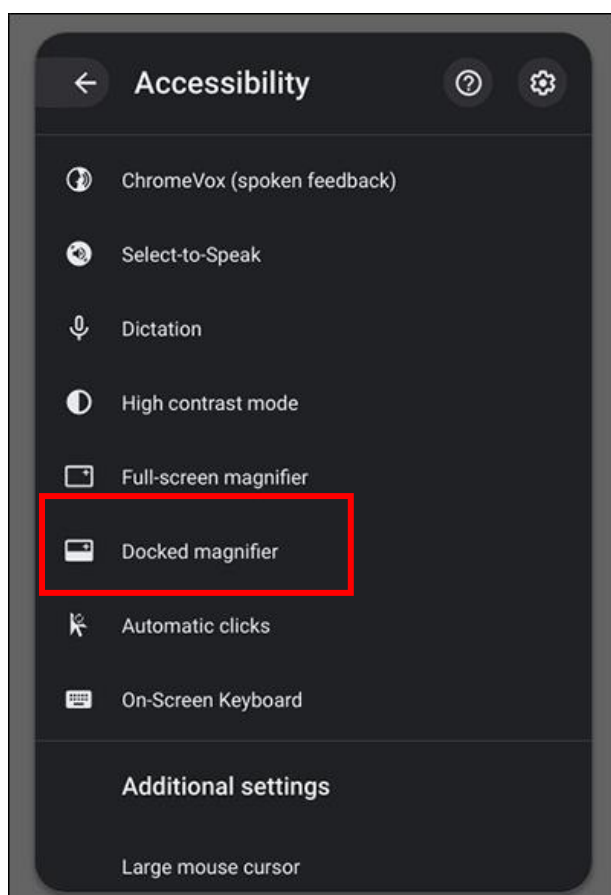 Accessibility
ChromeVox (spoken feedback)
Select-to-Speak
Dictation
High contrast mode
Full-screen magnifier
Docked magnifier
Automatic clicks
On-Screen Keyboard
Additional settings
Large mouse cursor